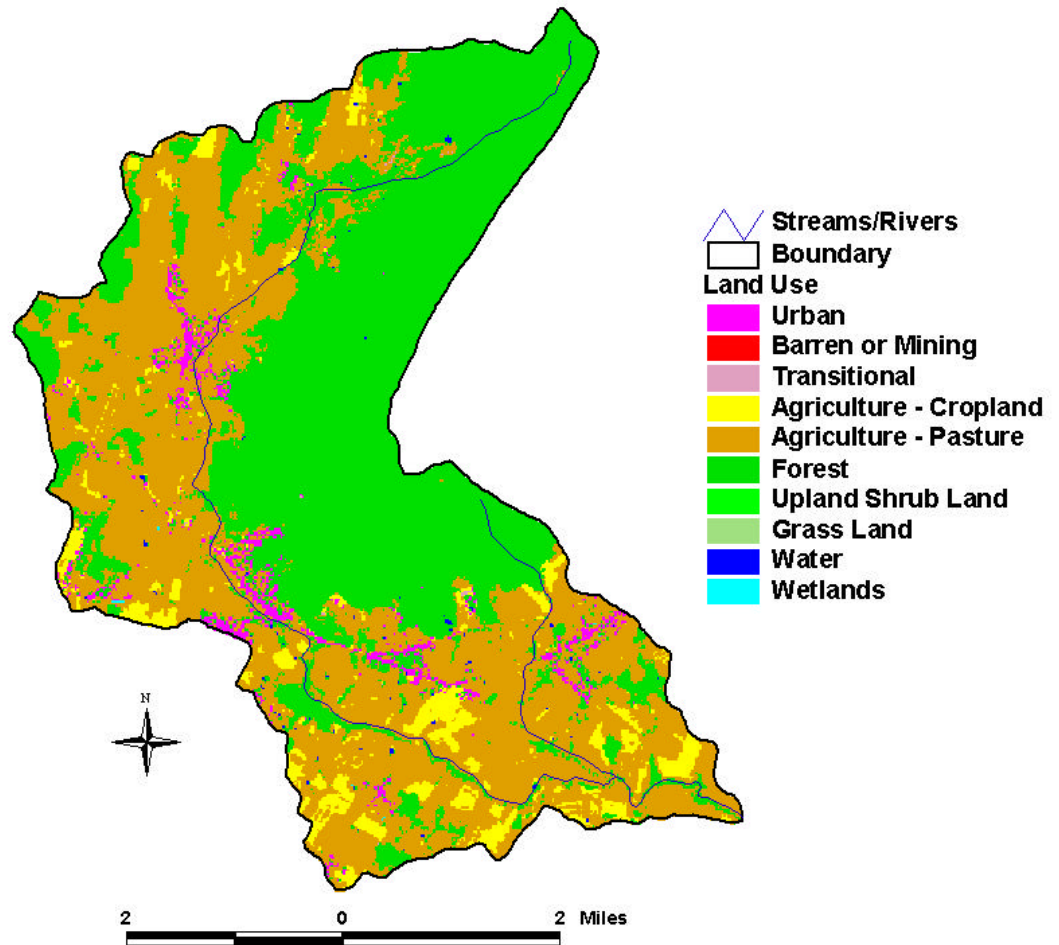 Streams/Rivers
Boundary
Land Use
Urban
Barren or Mining
Transitional
Agriculture - Cropland
Agriculture - Pasture
Forest
Upland Shrub Land
Grass Land
Water
Wetlands
N
2 0 2 Miles